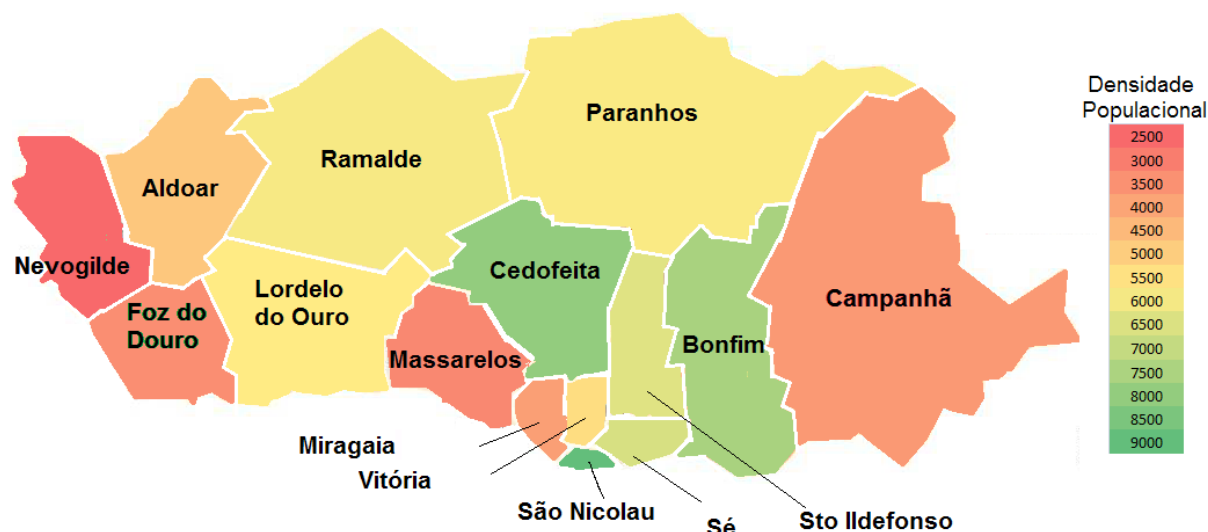 Densidade
Populacional
2500
3000
3500
4000
4500
5000
5500
6000
6500
7000
7500
8000
8500
9000
Paranhos
Ramalde
Aldoar
Nevogilde
Cedofeita
Lordelo
do Ouro
Campanhã
Foz do
Douro
Bonfim
Massarelos
Miragaia
Vitória
São Nicolau
Sé
Sto Ildefonso